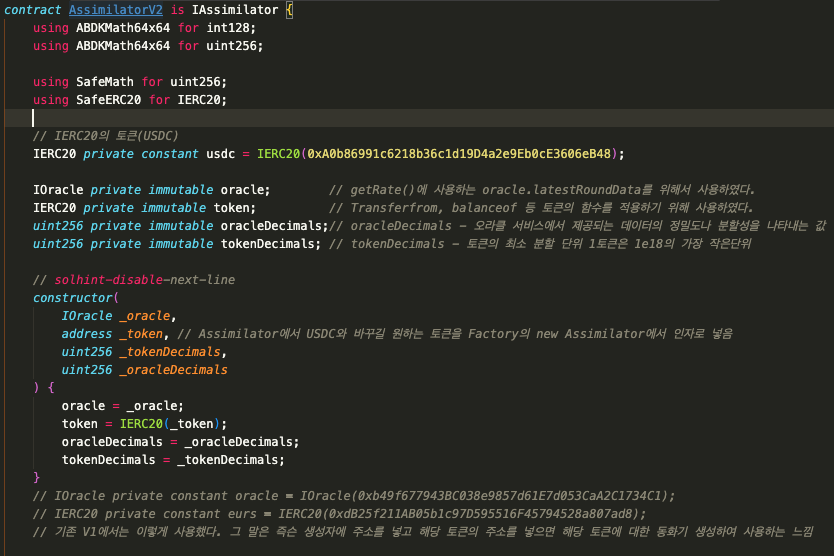 contract AssimilatorV2 is IAssimilator {
using ABDKMath64x64 for int128;
using ABDKMath64x64 for uint256;
using SafeMath for uint256;
using SafeERC20 for IERC20;
// IERC20의 토큰(USDC)
IERC20 private constant usdc = IERC20(0xA0b86991c6218b36c1d19D4a2e9Eb0cE3606eB48);
IOracle private immutable oracle; // getRate()에 사용하는 oracle.latestRoundData를 위해서 사용하였다.
IERC20 private immutable token; // Transferfrom, balanceof 등 토큰의 함수를 적용하기 위해 사용하였다.
uint256 private immutable oracleDecimals;// oracleDecimals - 오라클 서비스에서 제공되는 데이터의 정밀도나 분할성을 나타내는 값
uint256 private immutable tokenDecimals; // tokenDecimals - 토큰의 최소 분할 단위 1토큰은 1e18의 가장 작은단위
// solhint-disable-next-line
constructor(
IOracle _oracle,
address _token, // Assimilator에서 USDC와 바꾸길 원하는 토큰을 Factory의 new Assimilator에서 인자로 넣음
uint256 _tokenDecimals,
uint256 _oracleDecimals
) {
oracle = _oracle;
token = IERC20(_token);
oracleDecimals = _oracleDecimals;
tokenDecimals = _tokenDecimals;
}
// IOracle private constant oracle = IOracle(0xb49f677943BC038e9857d61E7d053CaA2C1734C1);
// IERC20 private constant eurs = IERC20(0xdB25f211AB05b1c97D595516F45794528a807ad8);
// 기존 V1에서는 이렇게 사용했다. 그 말은 즉슨 생성자에 주소를 넣고 해당 토큰의 주소를 넣으면 해당 토큰에 대한 동화기 생성하여 사용하는 느낌